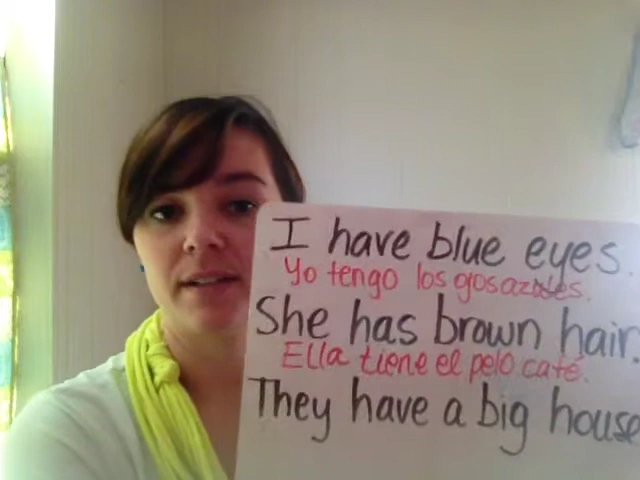 I have blue eyes.
Yo tengo los ojos azules.
She has brown hair.
Ella tiene el pelo café.
They have a big house